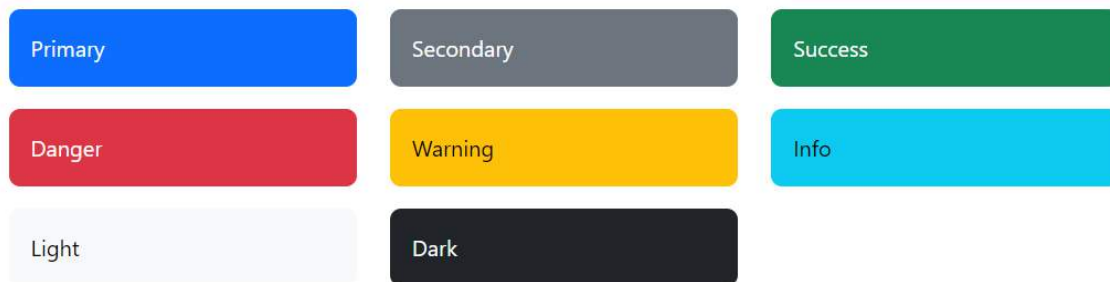 Primary
Secondary
Success
Danger
Warning
Info
Light
Dark